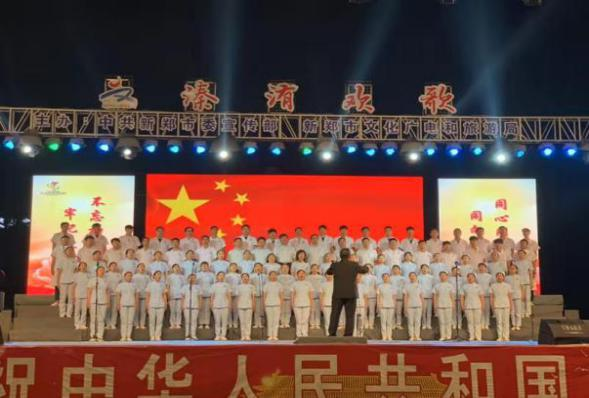 溱洧欢歌
主办：中共新郑市委宣传部 新郑市文化广电和旅游局
不忘
牢记
同心
同
祝中华人民共和国